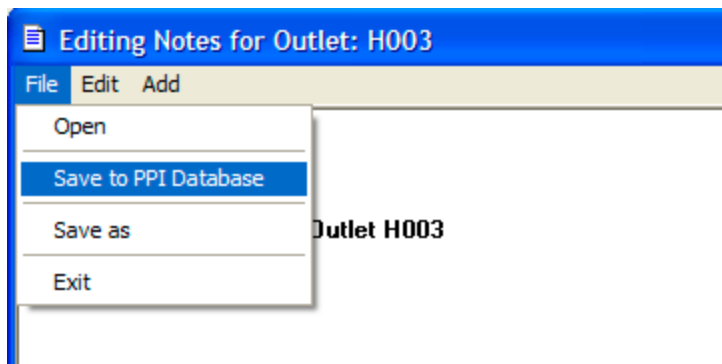 Editing Notes for Outlet: H003
File Edit Add
Open
Save to PPI Database
Save as
Outlet H003
Exit